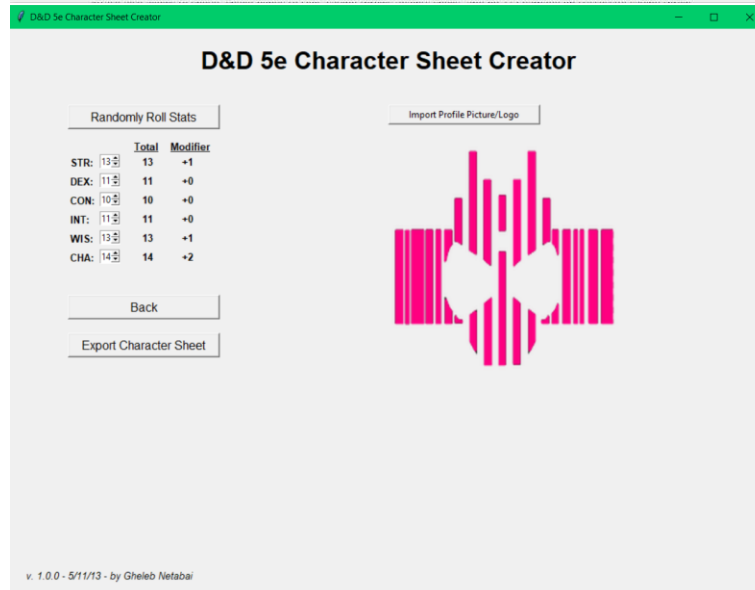 D&D 5e Character Sheet Creator
D&D 5e Character Sheet Creator
Randomly Roll Stats
Import Profile Picture/Logo
Total Modifier
STR: 13 13 +1
DEX: 11 11 +0
CON: 10 10 +0
INT: 11 11 +0
WIS: 13 13 +1
CHA: 14 14 +2
Back
Export Character Sheet
v. 1.0.0 - 5/11/13 - by Gheleb Netabai